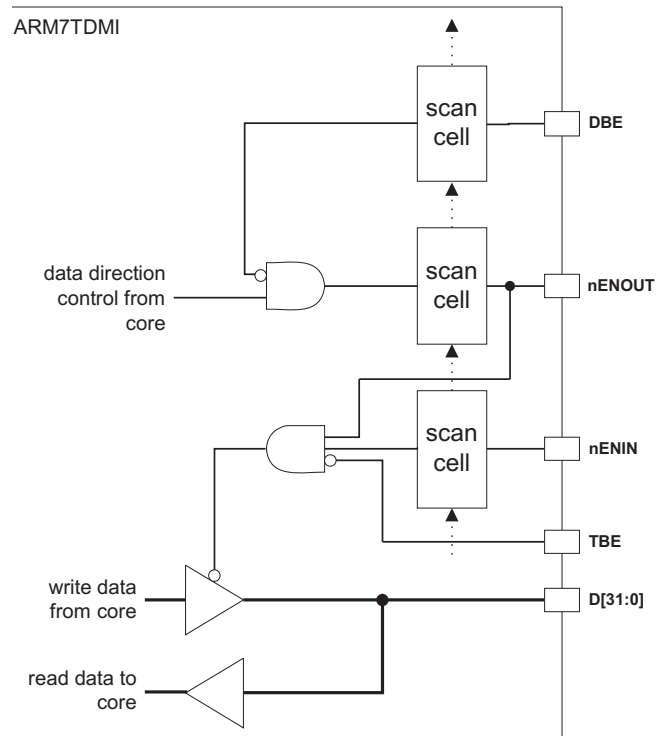 ARM7TDMI
scan
cell
DBE
data direction
control from
core
scan
cell
nENOUT
scan
cell
nENIN
TBE
write data
from core
D[31:0]
read data to
core